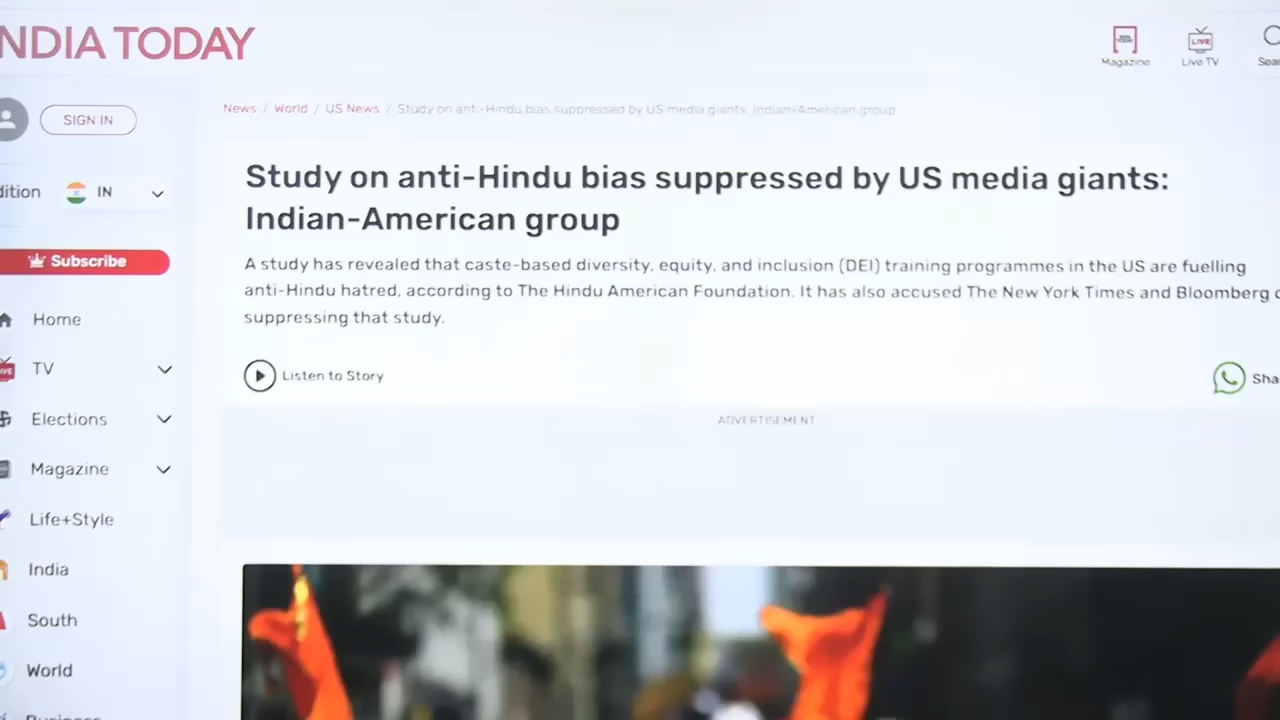 NDIA TODAY
Magazine
Live TV
Sear
News / World / US News / Study on anti-Hindu bias suppressed by US media giants: Indian-American group
SIGN IN
dition
IN
Subscribe
Study on anti-Hindu bias suppressed by US media giants:
Indian-American group
A study has revealed that caste-based diversity, equity, and inclusion (DEI) training programmes in the US are fuelling
anti-Hindu hatred, according to The Hindu American Foundation. It has also accused The New York Times and Bloomberg o
suppressing that study.
Listen to Story
Sha
ADVERTISEMENT
Home
LIVE TV
Elections
Magazine
Life+Style
India
South
World